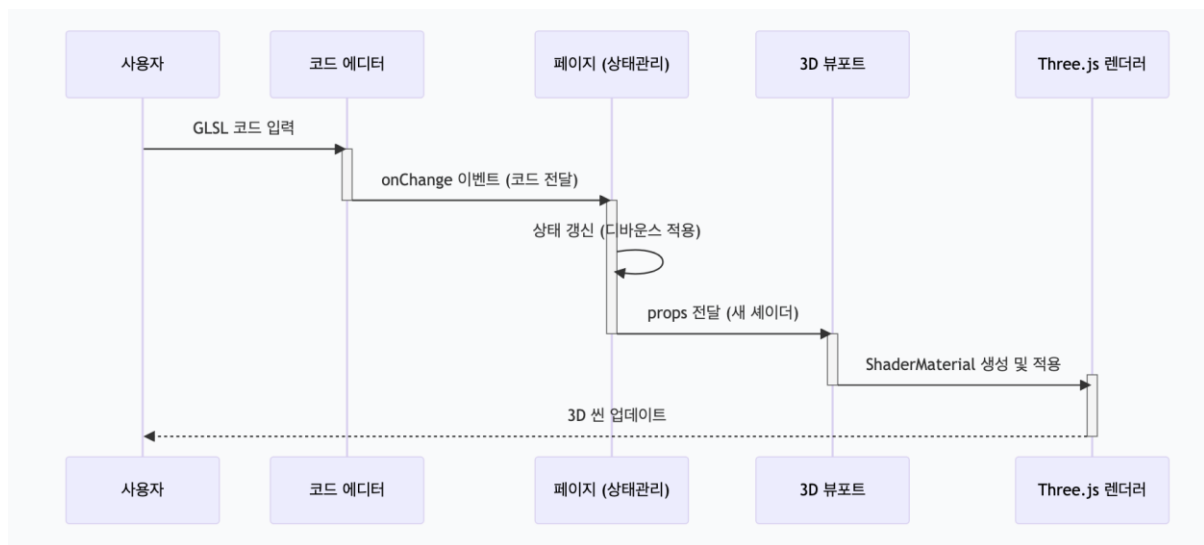 사용자
코드 에디터
페이지 (상태관리)
3D 뷰포트
Three.js 렌더러
GLSL 코드 입력
onChange 이벤트 (코드 전달)
상태 갱신 (디바운스 적용)
props 전달 (새 셰이더)
ShaderMaterial 생성 및 적용
3D 씬 업데이트
사용자
코드 에디터
페이지 (상태관리)
3D 뷰포트
Three.js 렌더러